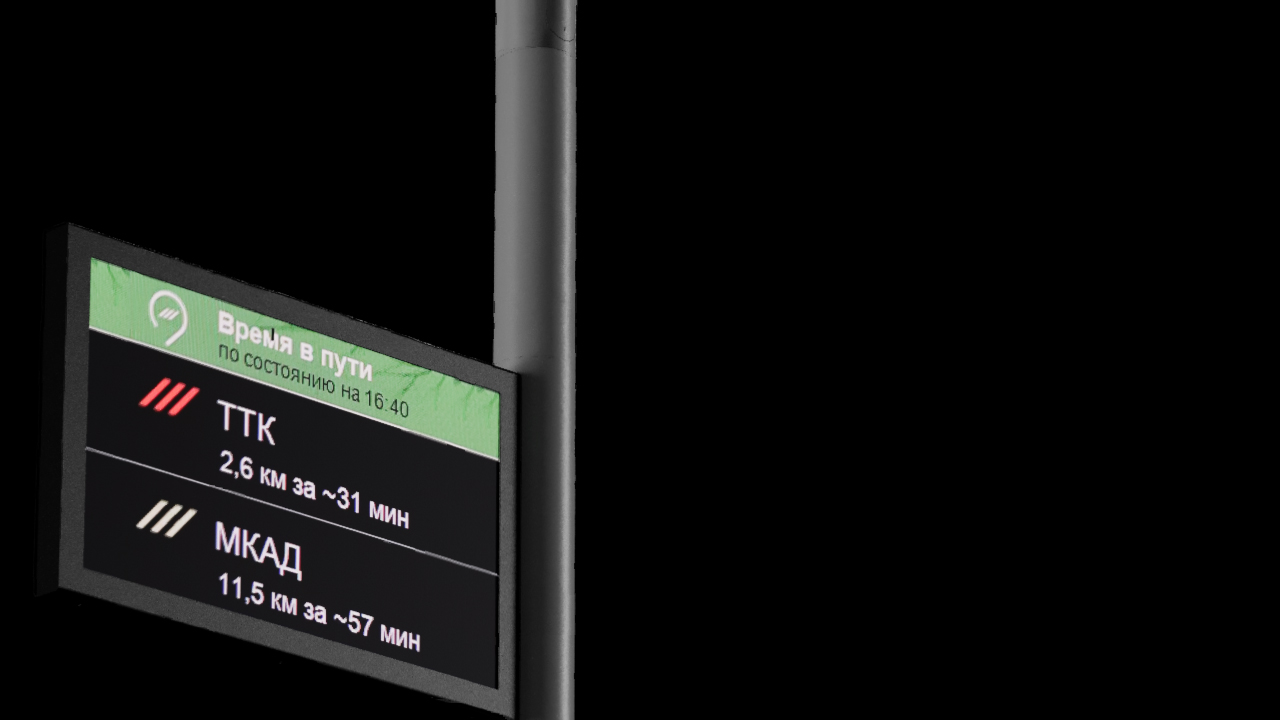 Время в пути
по состоянию на 16:40
ТТК
2,6 км за ~31 мин
МКАД
11,5 км за ~57 мин